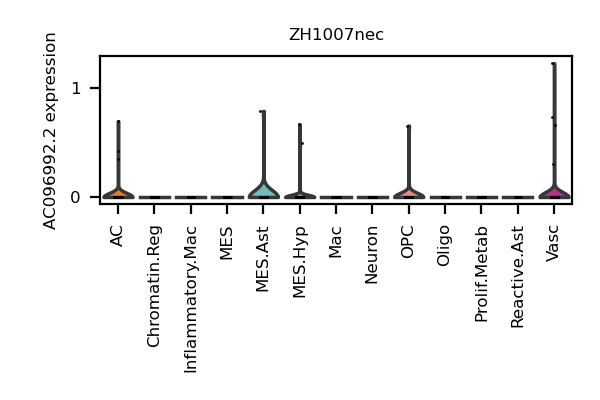 ZH1007nec
AC096992.2 expression
1
0
AC
Chromatin.Reg
Inflammatory.Mac
MES
MES.Ast
MES.Hyp
Mac
Neuron
OPC
Oligo
Prolif.Metab
Reactive.Ast
Vasc